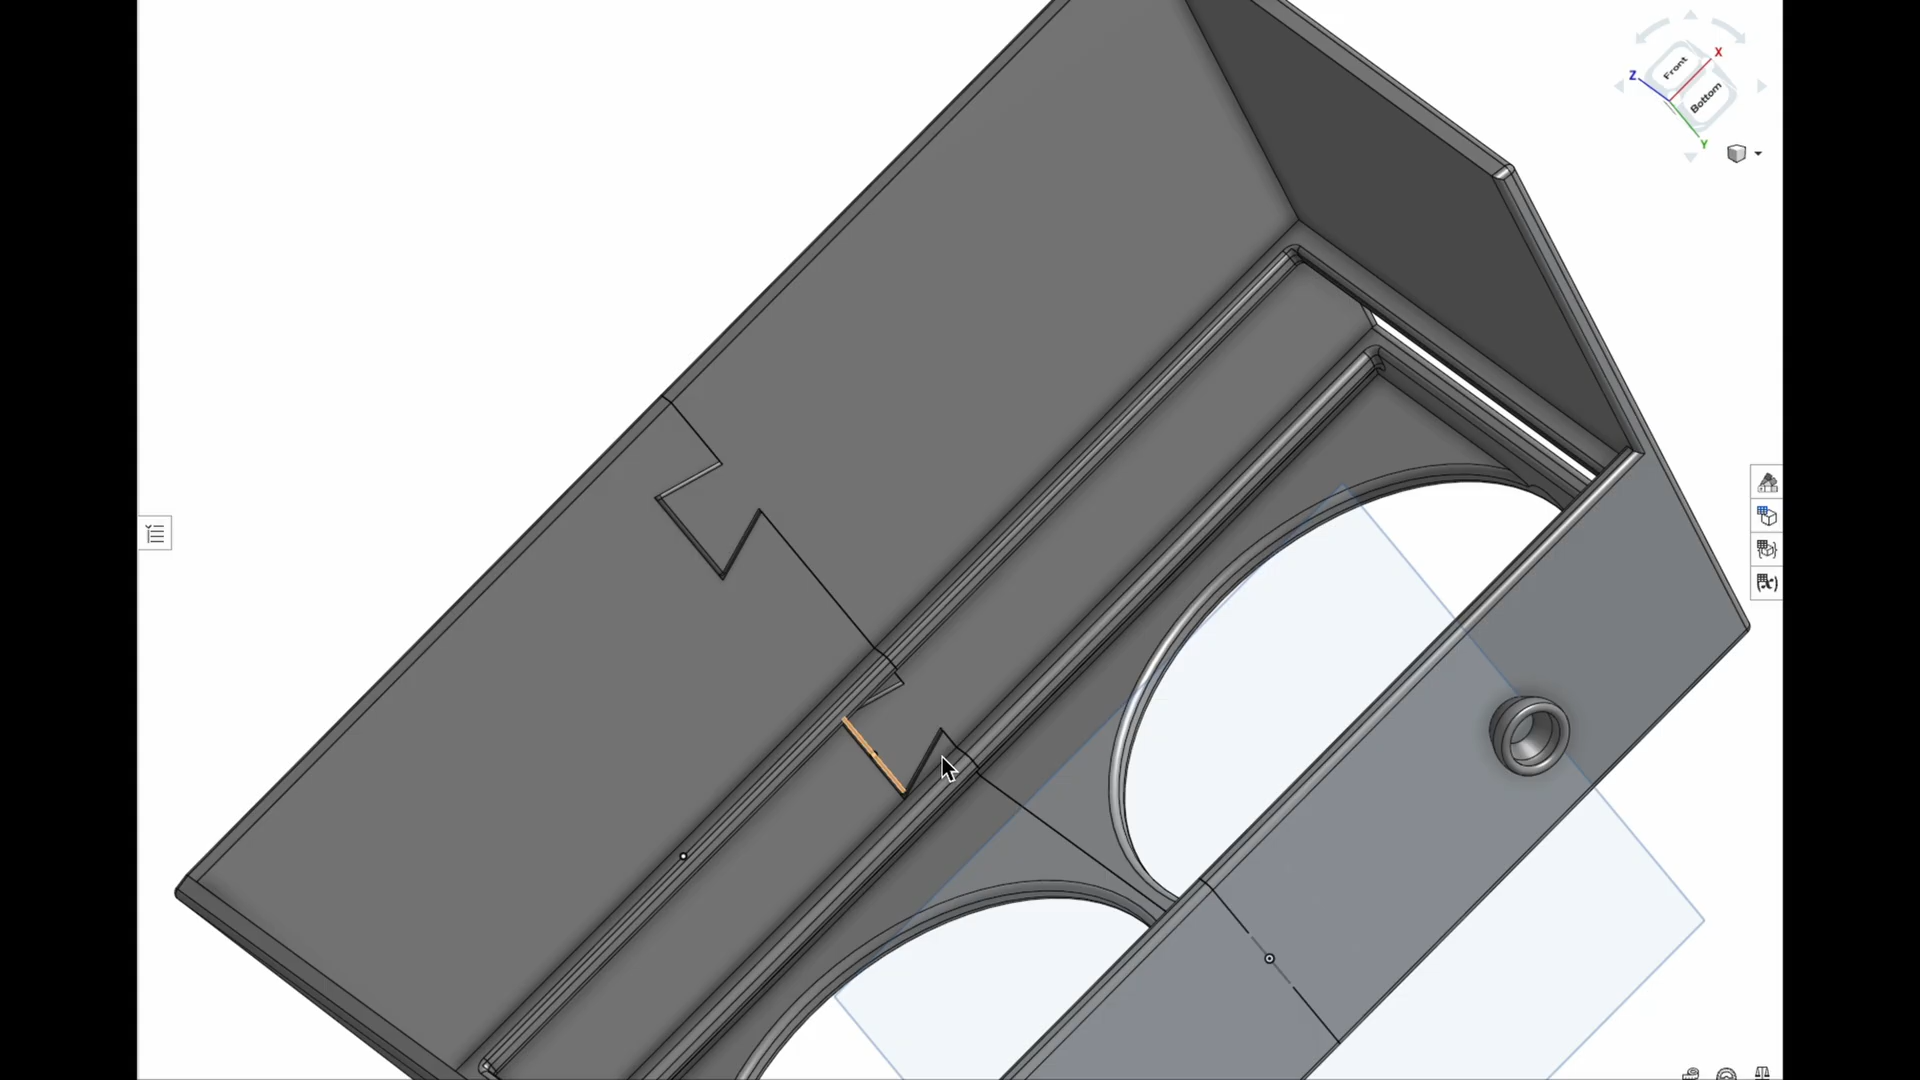 X
Front
Z
Bottom
Y
(x)